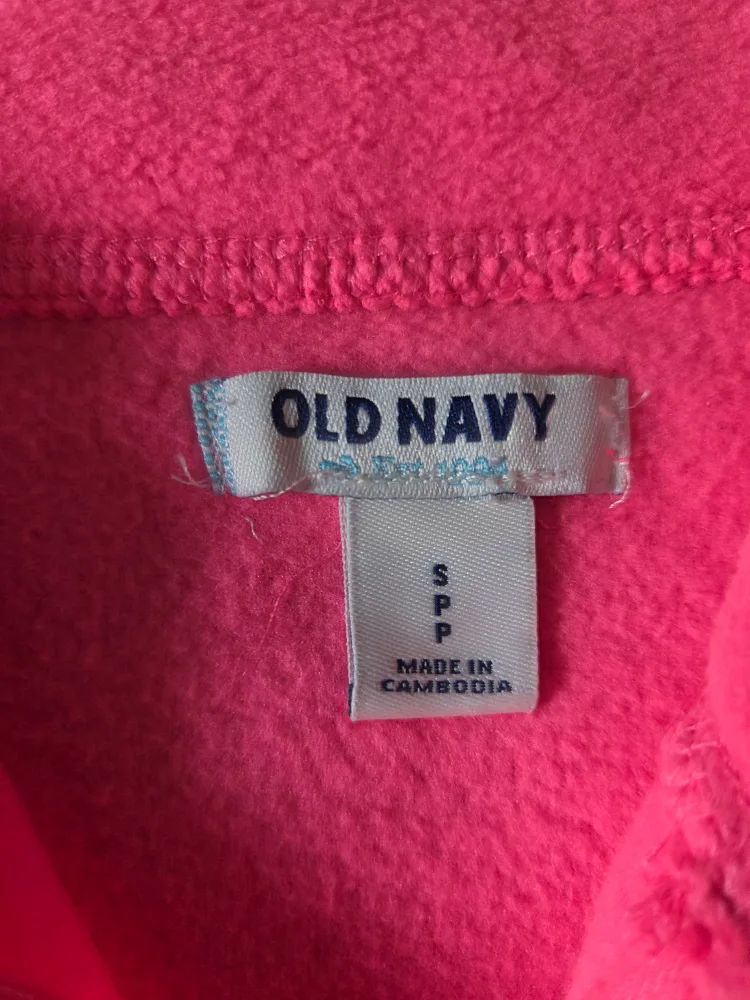 OLD NAVY
Est. 1994
S
P
P
MADE IN
CAMBODIA